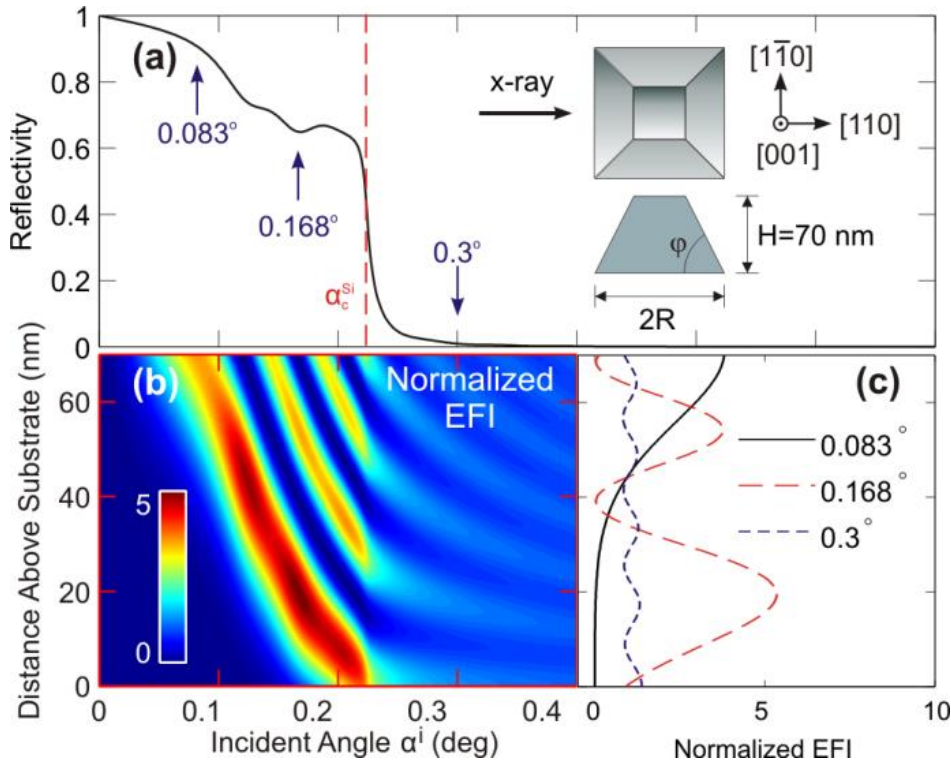 (a)
1
0.8
0.6
0.4
0.2
0
Reflectivity
0.083°
0.168°
0.3°
α_c^Si
x-ray
[11̄0]
[110]
[001]
φ
H=70 nm
2R
(b)
Normalized
EFI
5
0
60
40
20
0
Distance Above Substrate (nm)
0
0.1
0.2
0.3
0.4
Incident Angle α^i (deg)
(c)
0.083°
0.168°
0.3°
0
5
10
Normalized EFI